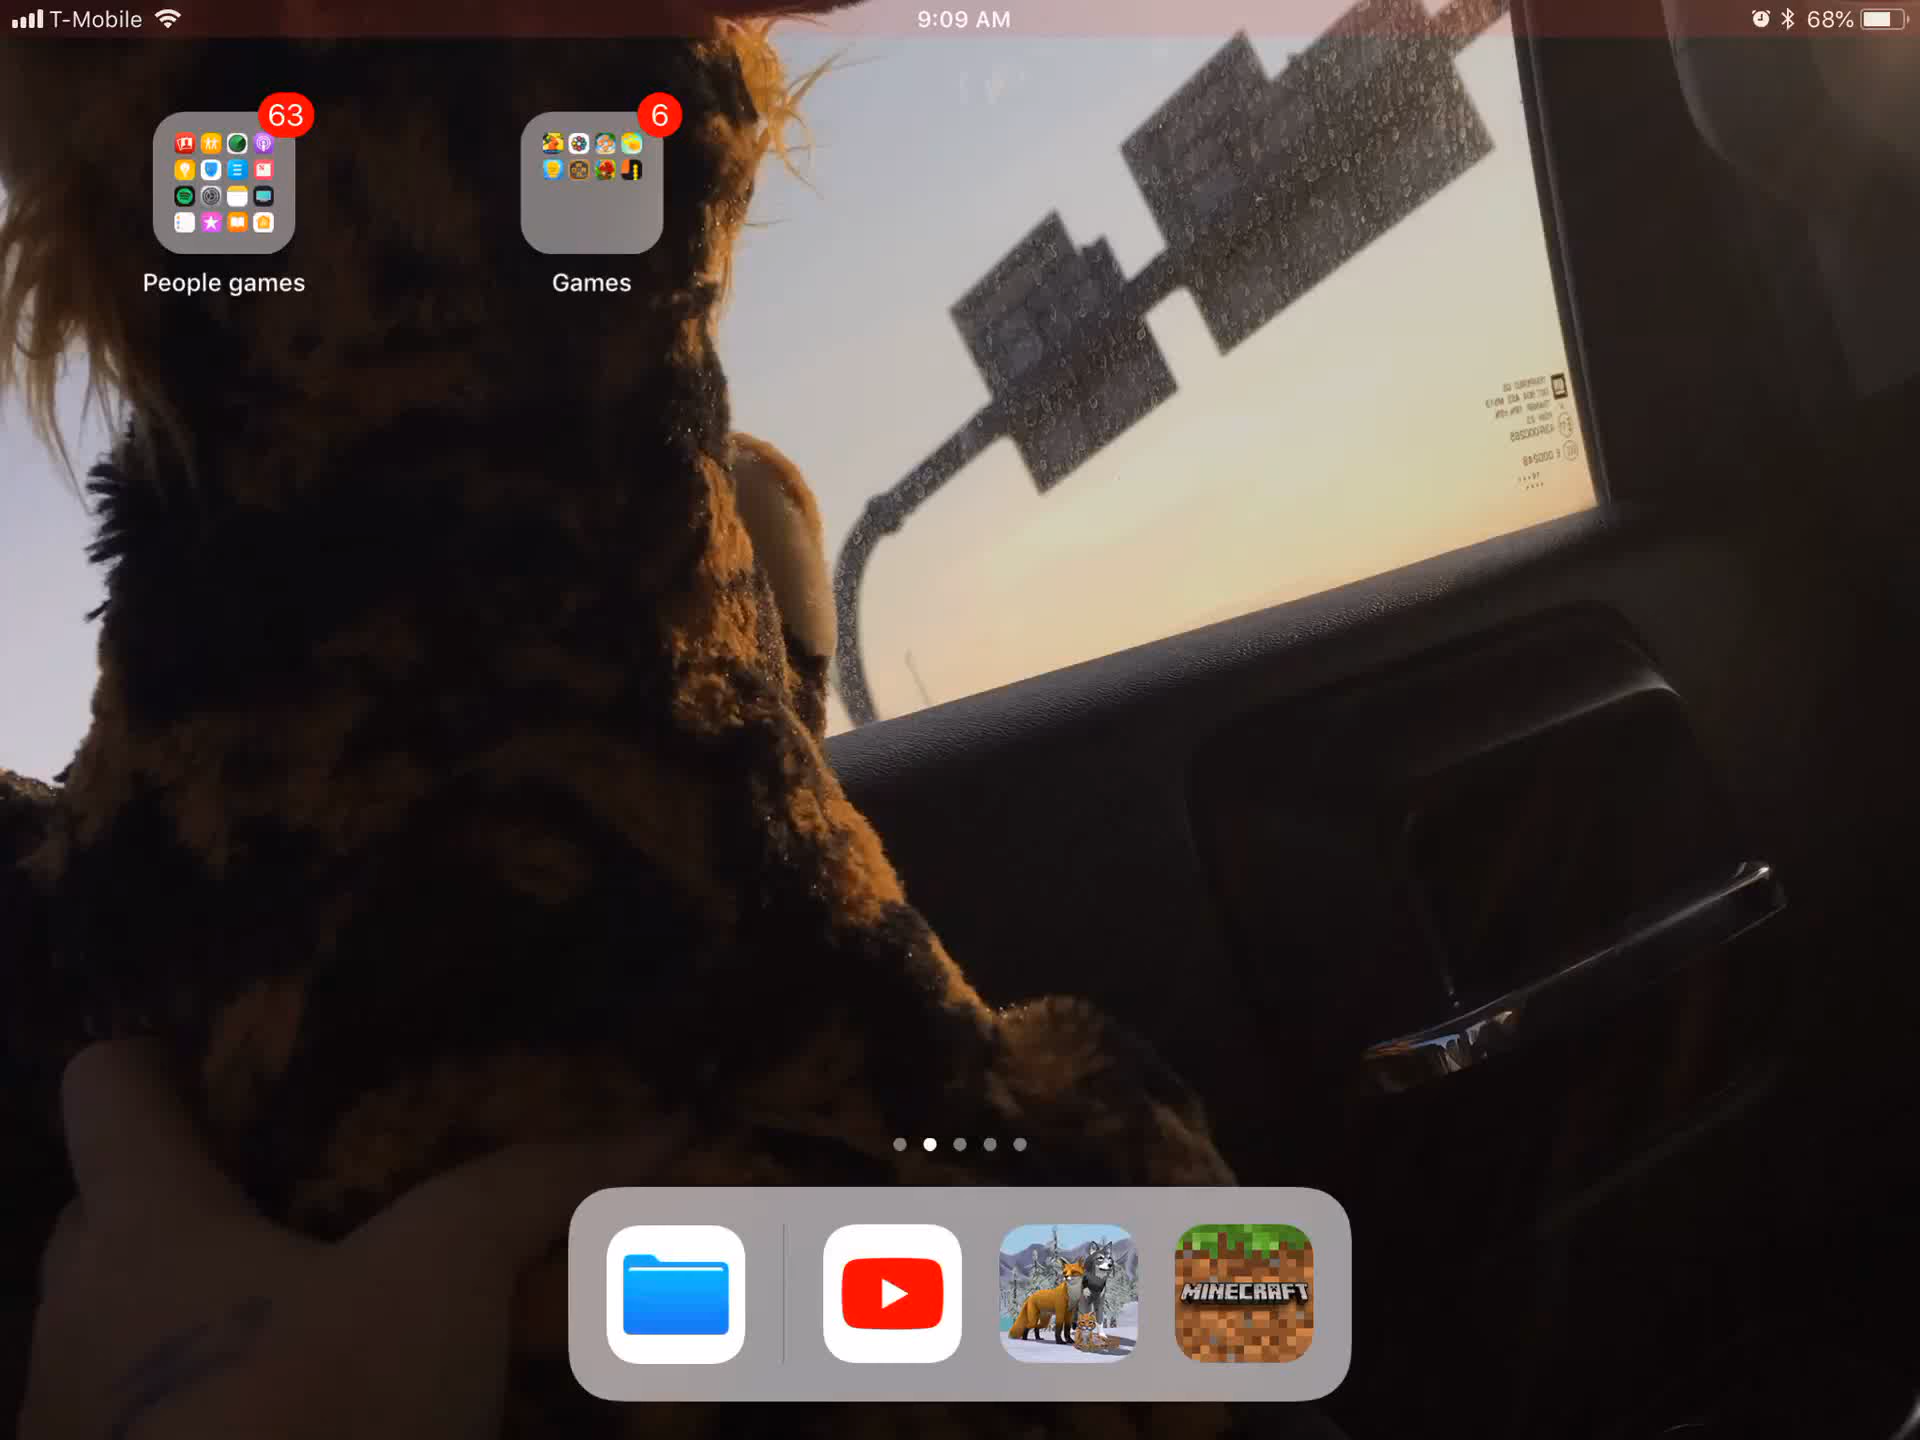 T-Mobile
9:09 AM
68%
63
6
People games
Games
MINECRAFT